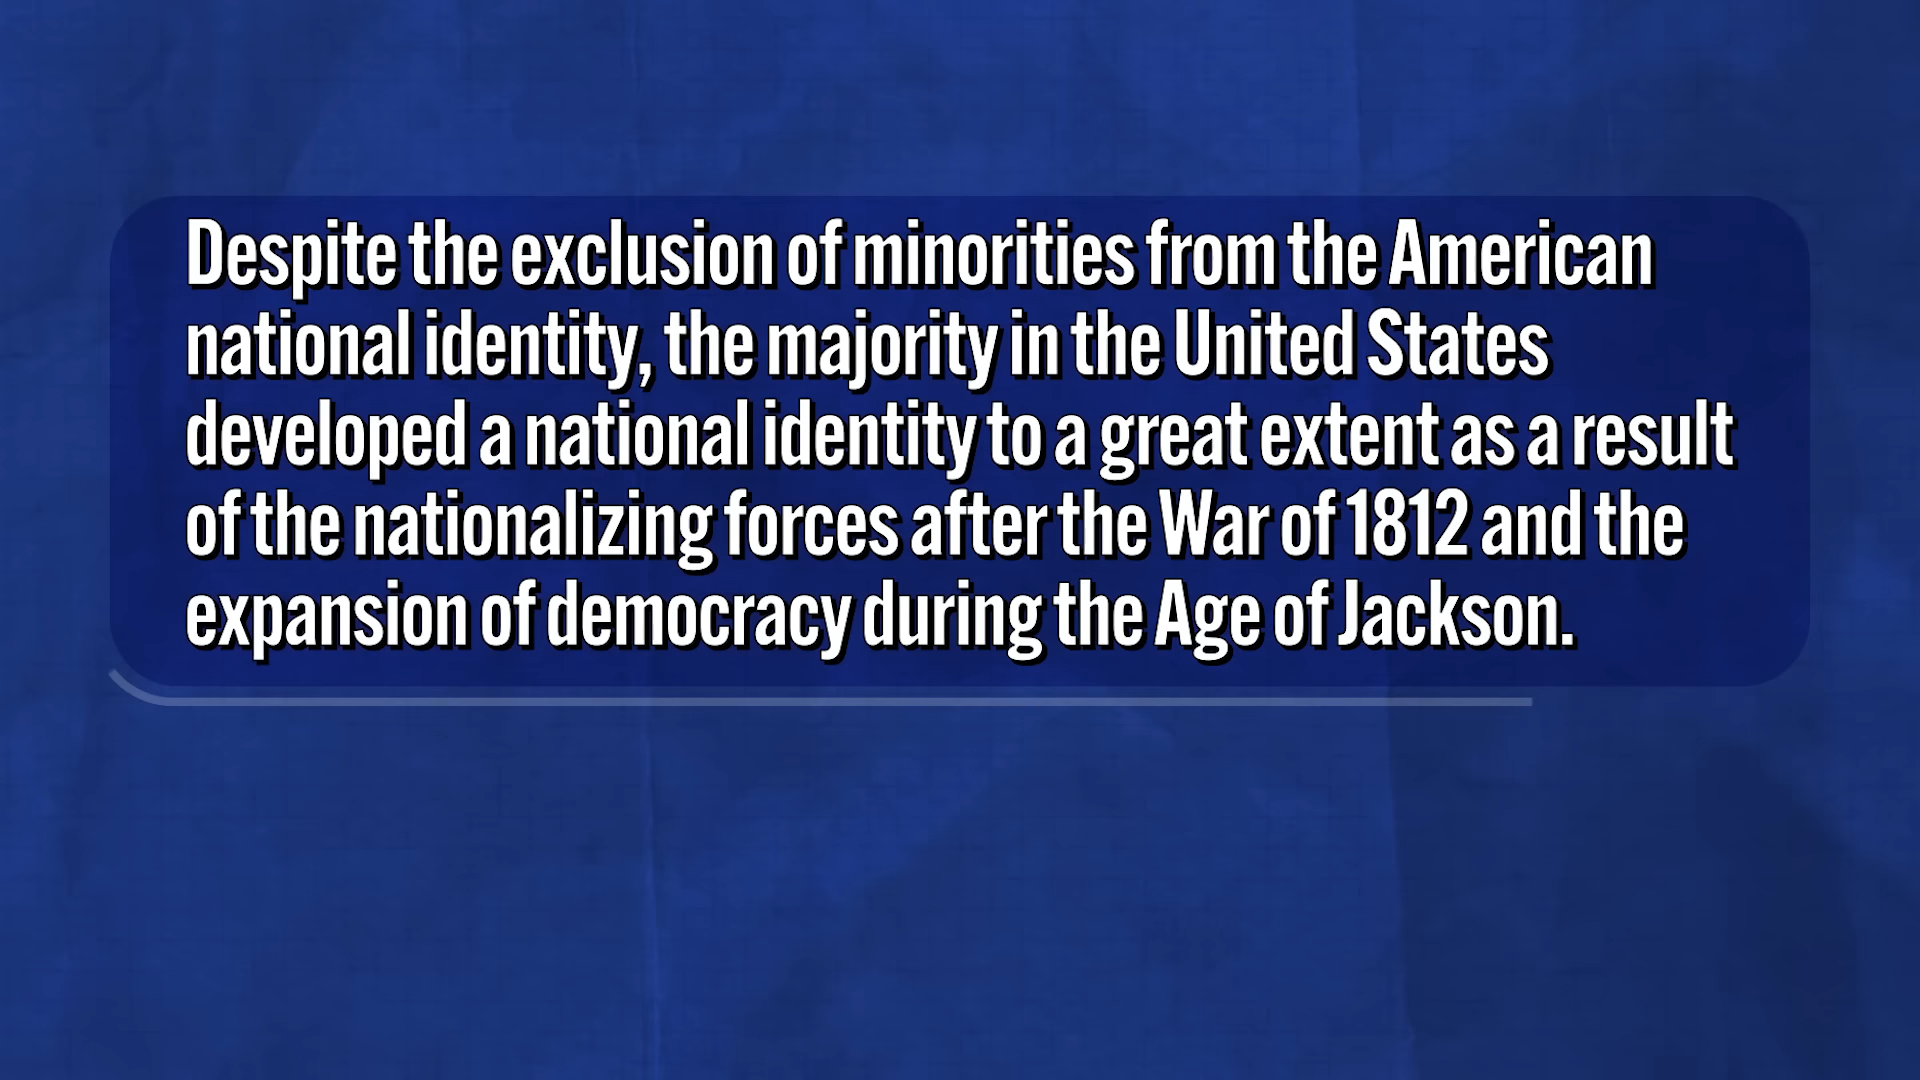 Despite the exclusion of minorities from the American
national identity, the majority in the United States
developed a national identity to a great extent as a result
of the nationalizing forces after the War of 1812 and the
expansion of democracy during the Age of Jackson.